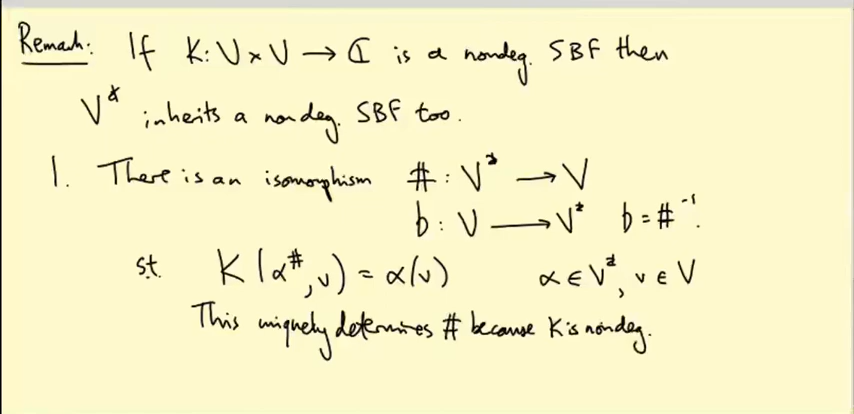 Remark: If K: V × V → ℂ is a nondeg. SBF then
V* inherits a nondeg. SBF too.
1. There is an isomorphism #: V* → V
b: V → V* b = #⁻¹.
st. K(α^#, v) = α(v) α ∈ V*, v ∈ V
This uniquely determines # because K is nondeg.